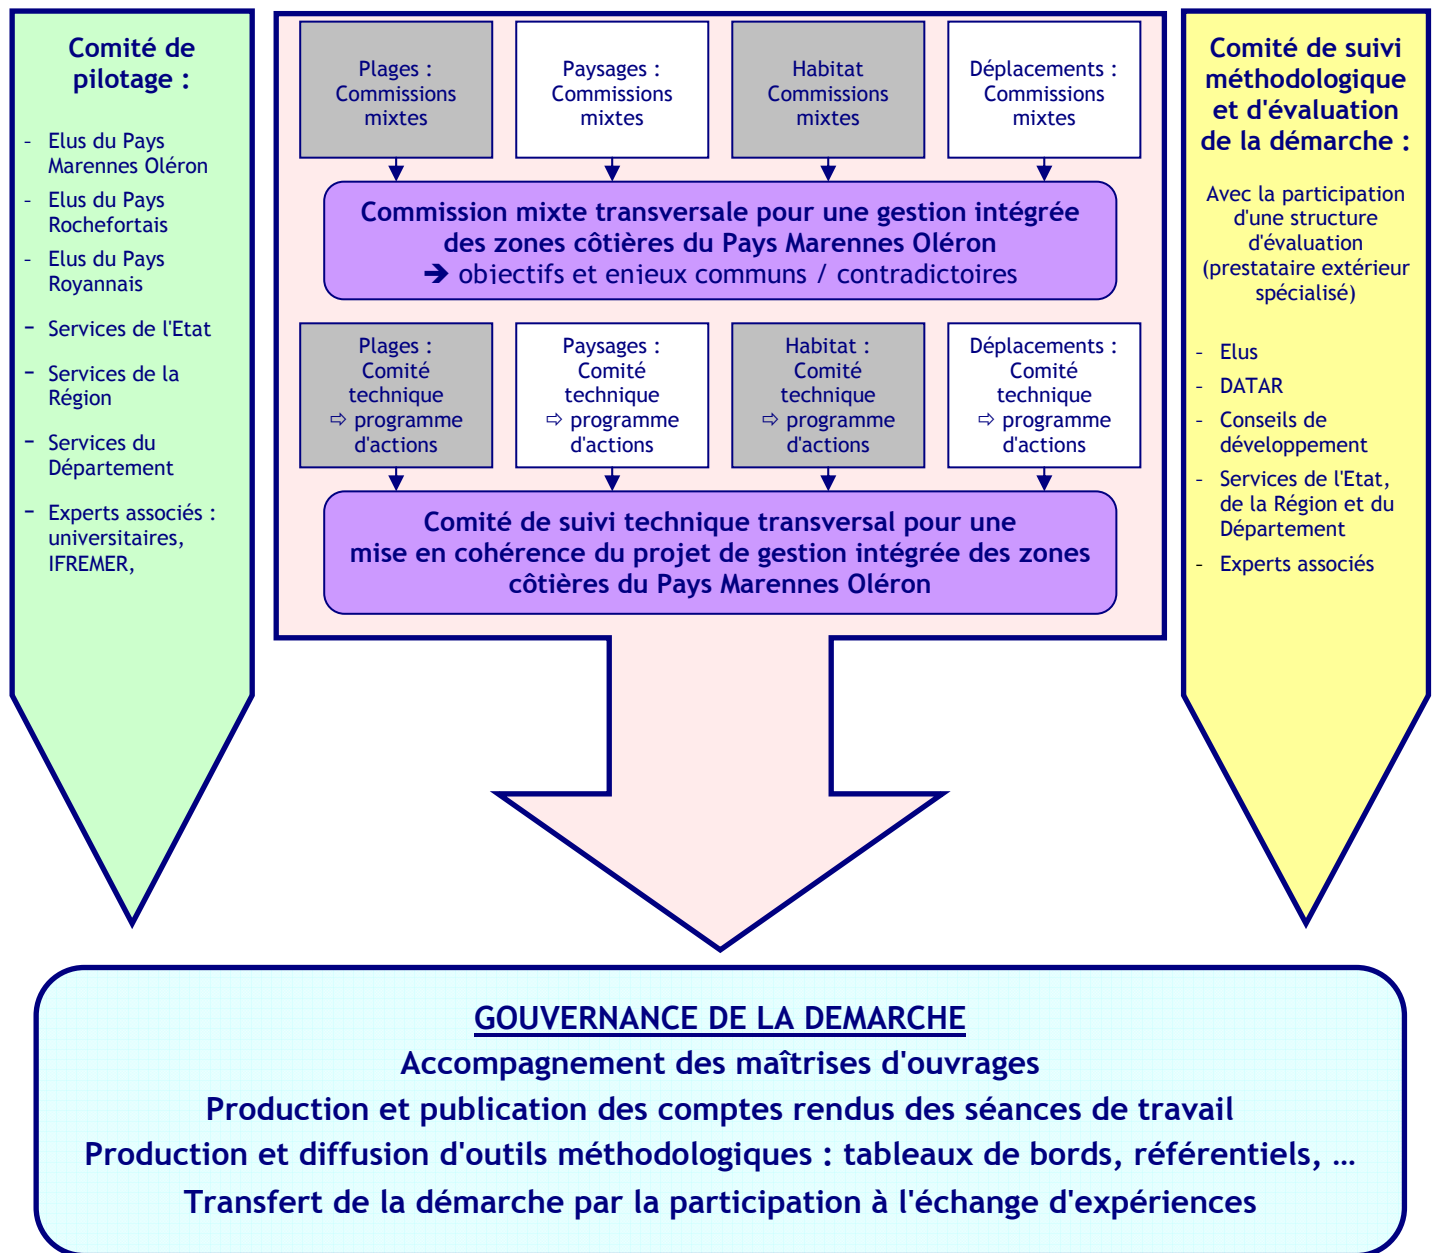 Comité de
pilotage :
- Elus du Pays
Marennes Oléron
- Elus du Pays
Rochefortais
- Elus du Pays
Royannais
- Services de l'Etat
- Services de la
Région
- Services du
Département
- Experts associés :
universitaires,
IFREMER,
Plages :
Commissions
mixtes
Paysages :
Commissions
mixtes
Habitat
Commissions
mixtes
Déplacements :
Commissions
mixtes
Commission mixte transversale pour une gestion intégrée
des zones côtières du Pays Marennes Oléron
➔ objectifs et enjeux communs / contradictoires
Plages :
Comité
technique
⇨ programme
d'actions
Paysages :
Comité
technique
⇨ programme
d'actions
Habitat :
Comité
technique
⇨ programme
d'actions
Déplacements :
Comité
technique
⇨ programme
d'actions
Comité de suivi technique transversal pour une
mise en cohérence du projet de gestion intégrée des zones
côtières du Pays Marennes Oléron
Comité de suivi
méthodologique
et d'évaluation
de la démarche :
Avec la participation
d'une structure
d'évaluation
(prestataire extérieur
spécialisé)
- Elus
- DATAR
- Conseils de
développement
- Services de l'Etat,
de la Région et du
Département
- Experts associés
GOUVERNANCE DE LA DEMARCHE
Accompagnement des maîtrises d'ouvrages
Production et publication des comptes rendus des séances de travail
Production et diffusion d'outils méthodologiques : tableaux de bords, référentiels, …
Transfert de la démarche par la participation à l'échange d'expériences